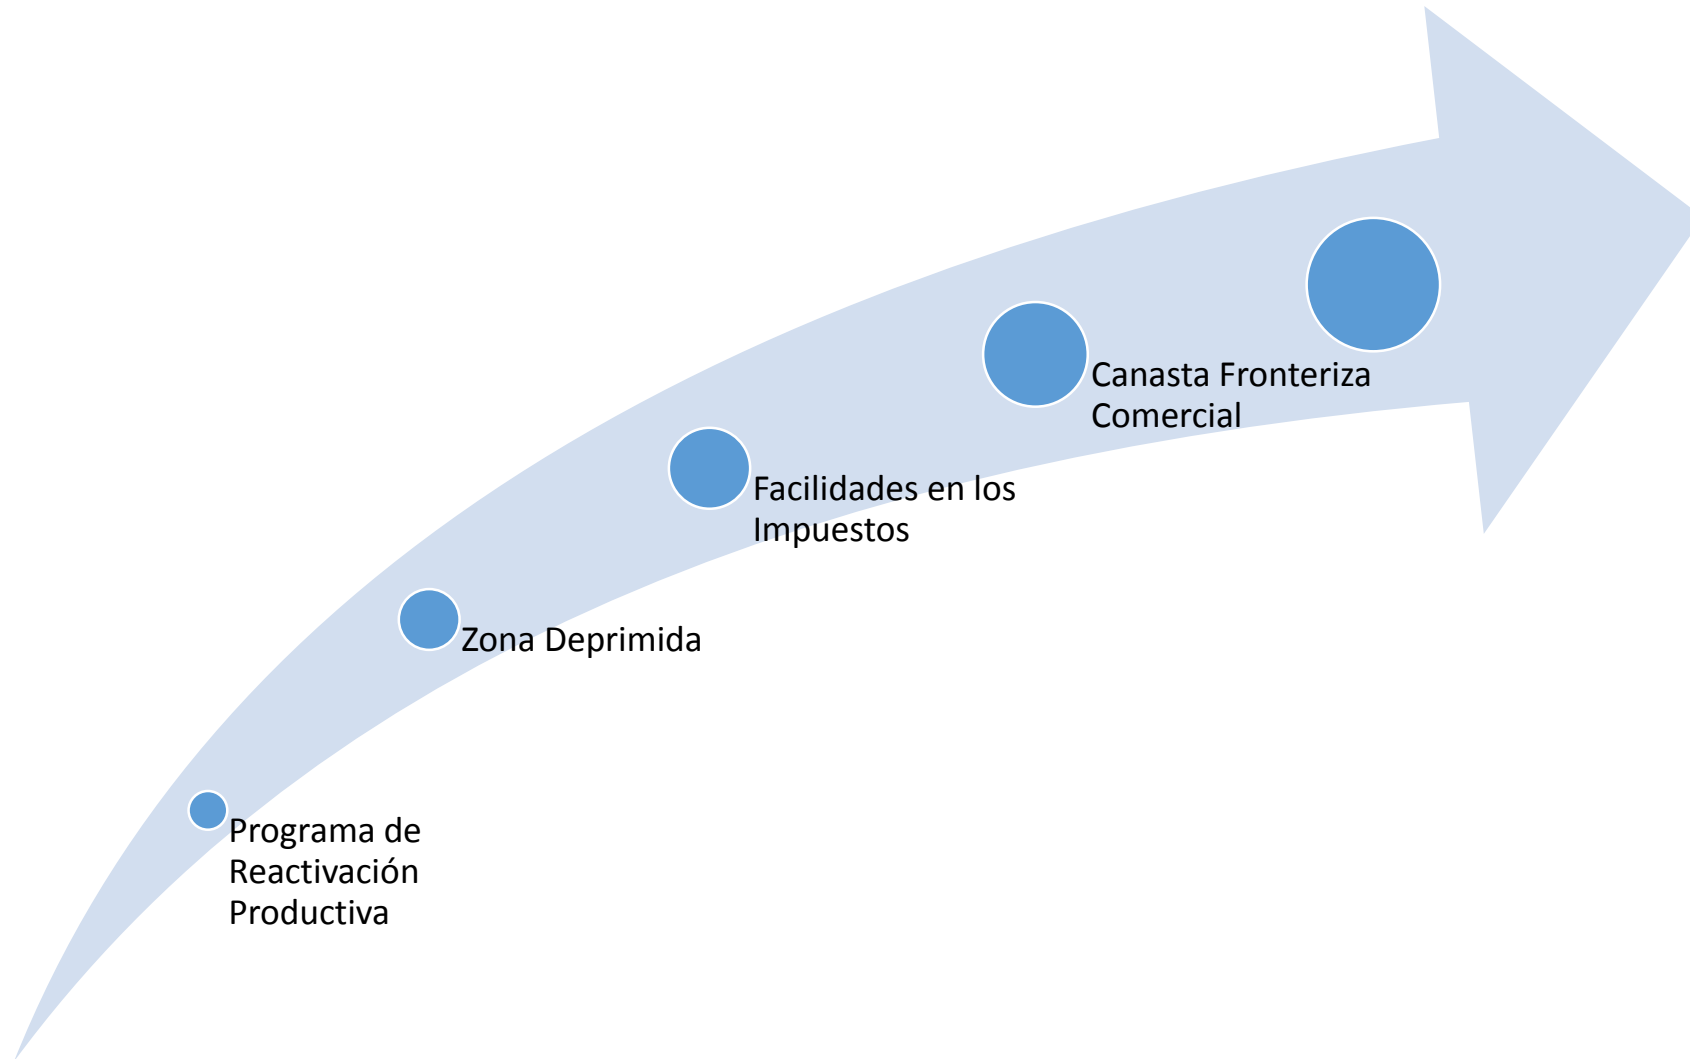 Programa de
Reactivación
Productiva
Zona Deprimida
Facilidades en los
Impuestos
Canasta Fronteriza
Comercial